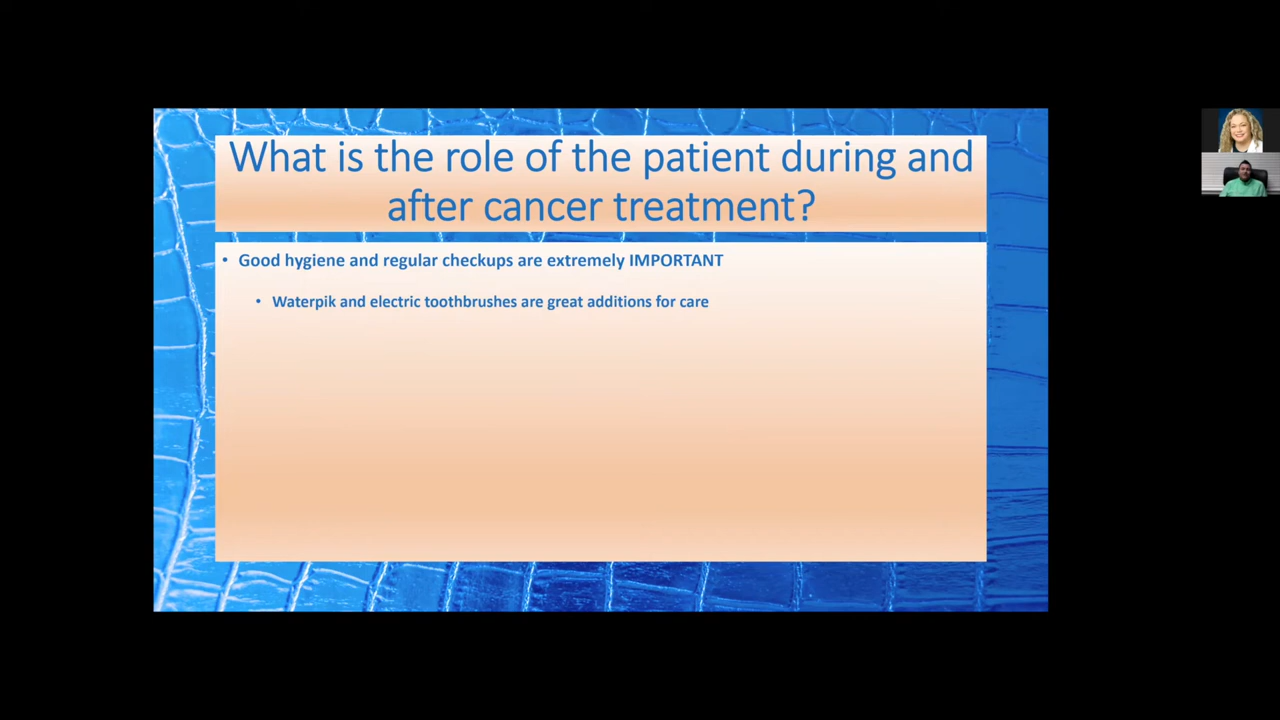 What is the role of the patient during and
after cancer treatment?
• Good hygiene and regular checkups are extremely IMPORTANT
• Waterpik and electric toothbrushes are great additions for care